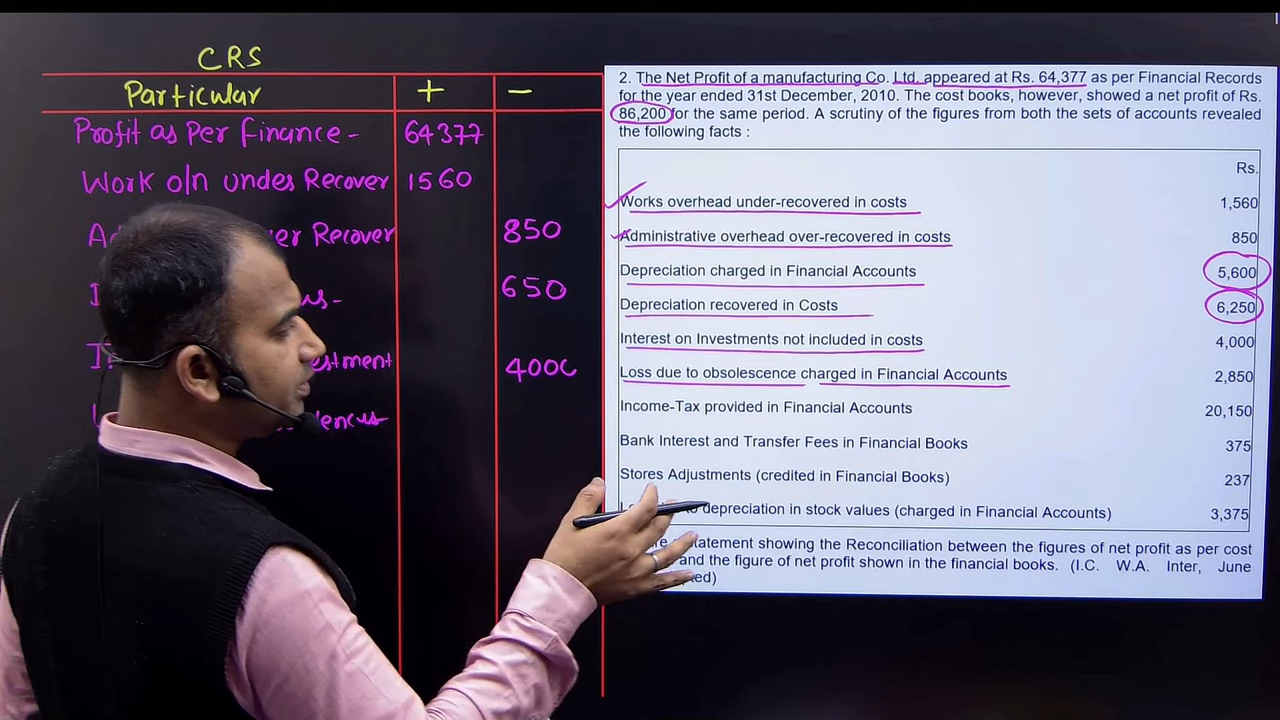 CRS
Particular + -
Profit as Per finance - 64377
Work o/n undes Recover 1560
Recover 850
650
4000
2. The Net Profit of a manufacturing Co. Ltd. appeared at Rs. 64,377 as per Financial Records
for the year ended 31st December, 2010. The cost books, however, showed a net profit of Rs.
86,200 for the same period. A scrutiny of the figures from both the sets of accounts revealed
the following facts :
Rs.
Works overhead under-recovered in costs 1,560
Administrative overhead over-recovered in costs 850
Depreciation charged in Financial Accounts 5,600
Depreciation recovered in Costs 6,250
Interest on Investments not included in costs 4,000
Loss due to obsolescence charged in Financial Accounts 2,850
Income-Tax provided in Financial Accounts 20,150
Bank Interest and Transfer Fees in Financial Books 375
Stores Adjustments (credited in Financial Books) 237
depreciation in stock values (charged in Financial Accounts) 3,375
statement showing the Reconciliation between the figures of net profit as per cost
and the figure of net profit shown in the financial books. (I.C. W.A. Inter, June